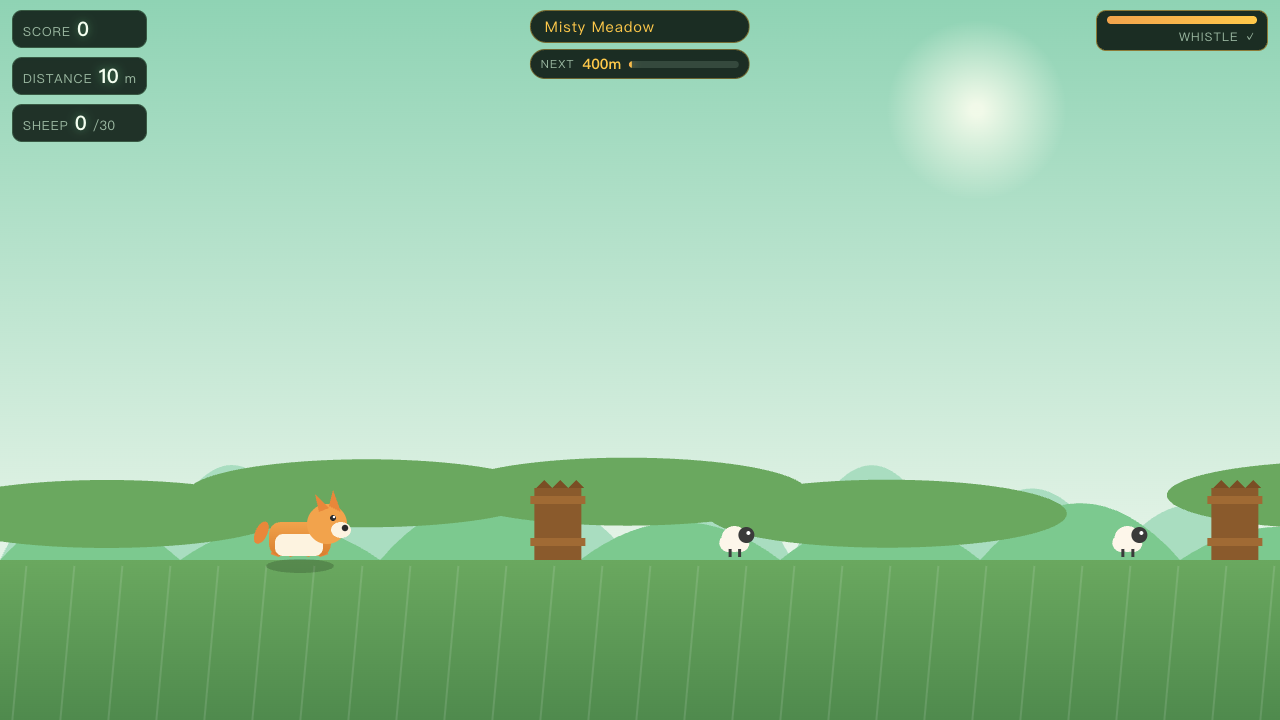 SCORE 0
DISTANCE 10 m
SHEEP 0 /30
Misty Meadow
NEXT 400m
WHISTLE ✓